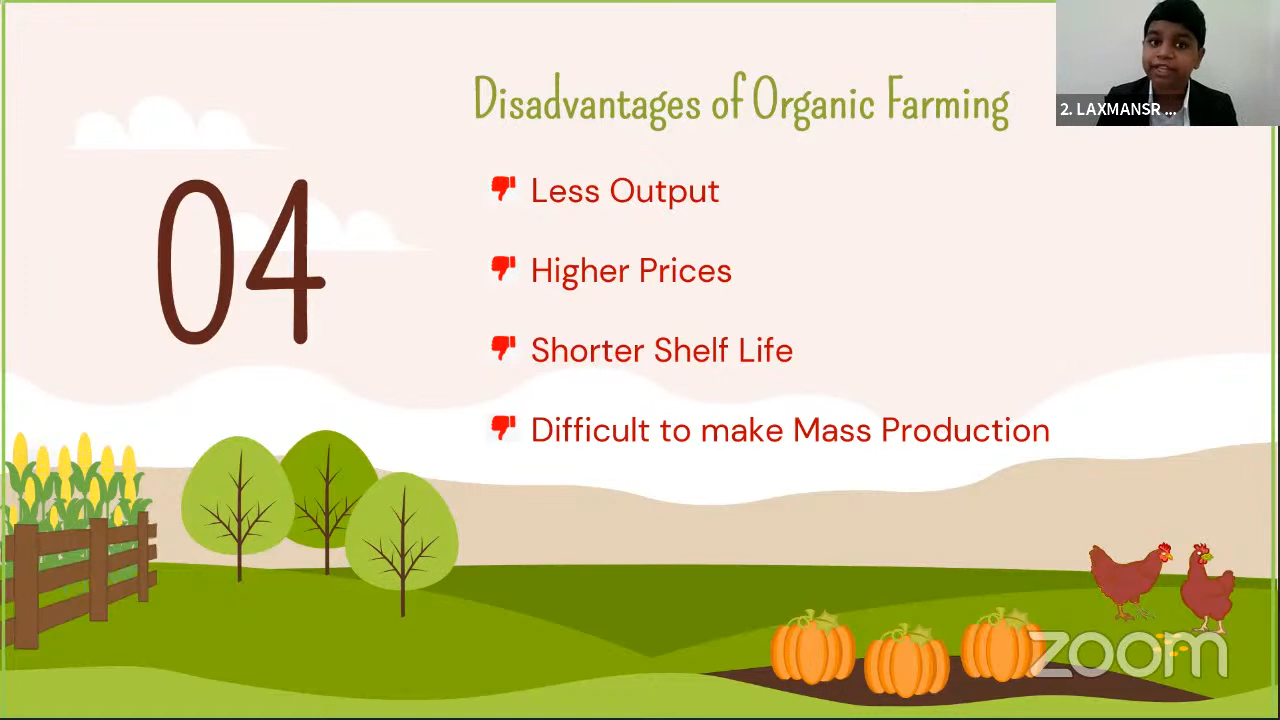 Disadvantages of Organic Farming
2. LAXMANSR ...
04
Less Output
Higher Prices
Shorter Shelf Life
Difficult to make Mass Production
zoom